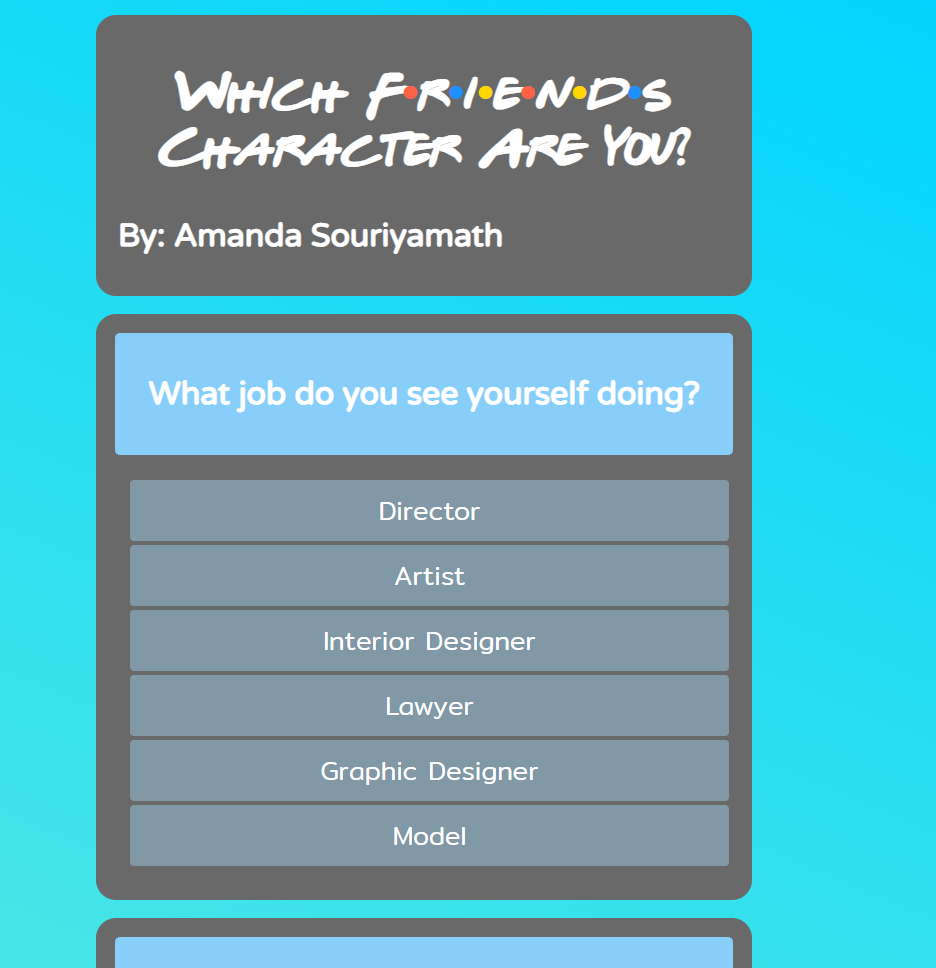 Which F•R•I•E•N•D•S
Character Are You?
By: Amanda Souriyamath
What job do you see yourself doing?
Director
Artist
Interior Designer
Lawyer
Graphic Designer
Model